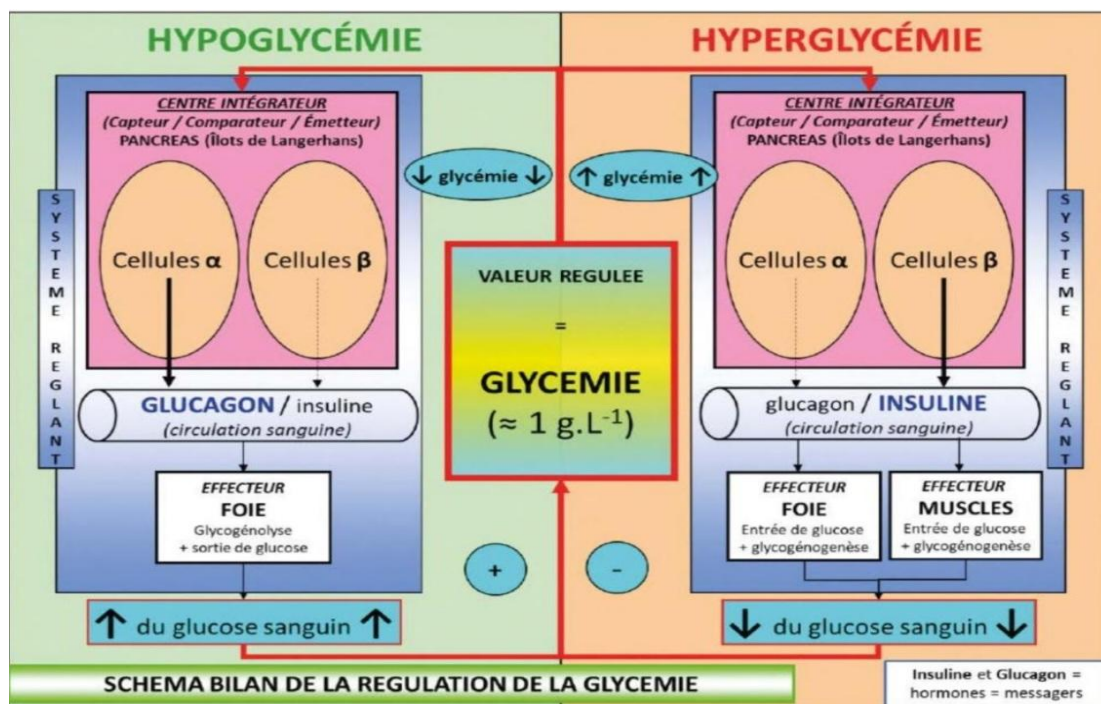 HYPOGLYCÉMIE
CENTRE INTÉGRATEUR
(Capteur / Comparateur / Émetteur)
PANCREAS (Îlots de Langerhans)
Cellules α
Cellules β
SYSTEME REGLANT
GLUCAGON / insuline
(circulation sanguine)
EFFECTEUR
FOIE
Glycogénolyse
+ sortie de glucose
↑ du glucose sanguin ↑
↓ glycémie ↓
↑ glycémie ↑
VALEUR REGULEE
=
GLYCEMIE
(≈ 1 g.L⁻¹)
+
-
HYPERGLYCÉMIE
CENTRE INTÉGRATEUR
(Capteur / Comparateur / Émetteur)
PANCREAS (Îlots de Langerhans)
Cellules α
Cellules β
SYSTEME REGLANT
glucagon / INSULINE
(circulation sanguine)
EFFECTEUR
FOIE
Entrée de glucose
+ glycogénogenèse
EFFECTEUR
MUSCLES
Entrée de glucose
+ glycogénogenèse
↓ du glucose sanguin ↓
SCHEMA BILAN DE LA REGULATION DE LA GLYCEMIE
Insuline et Glucagon =
hormones = messagers